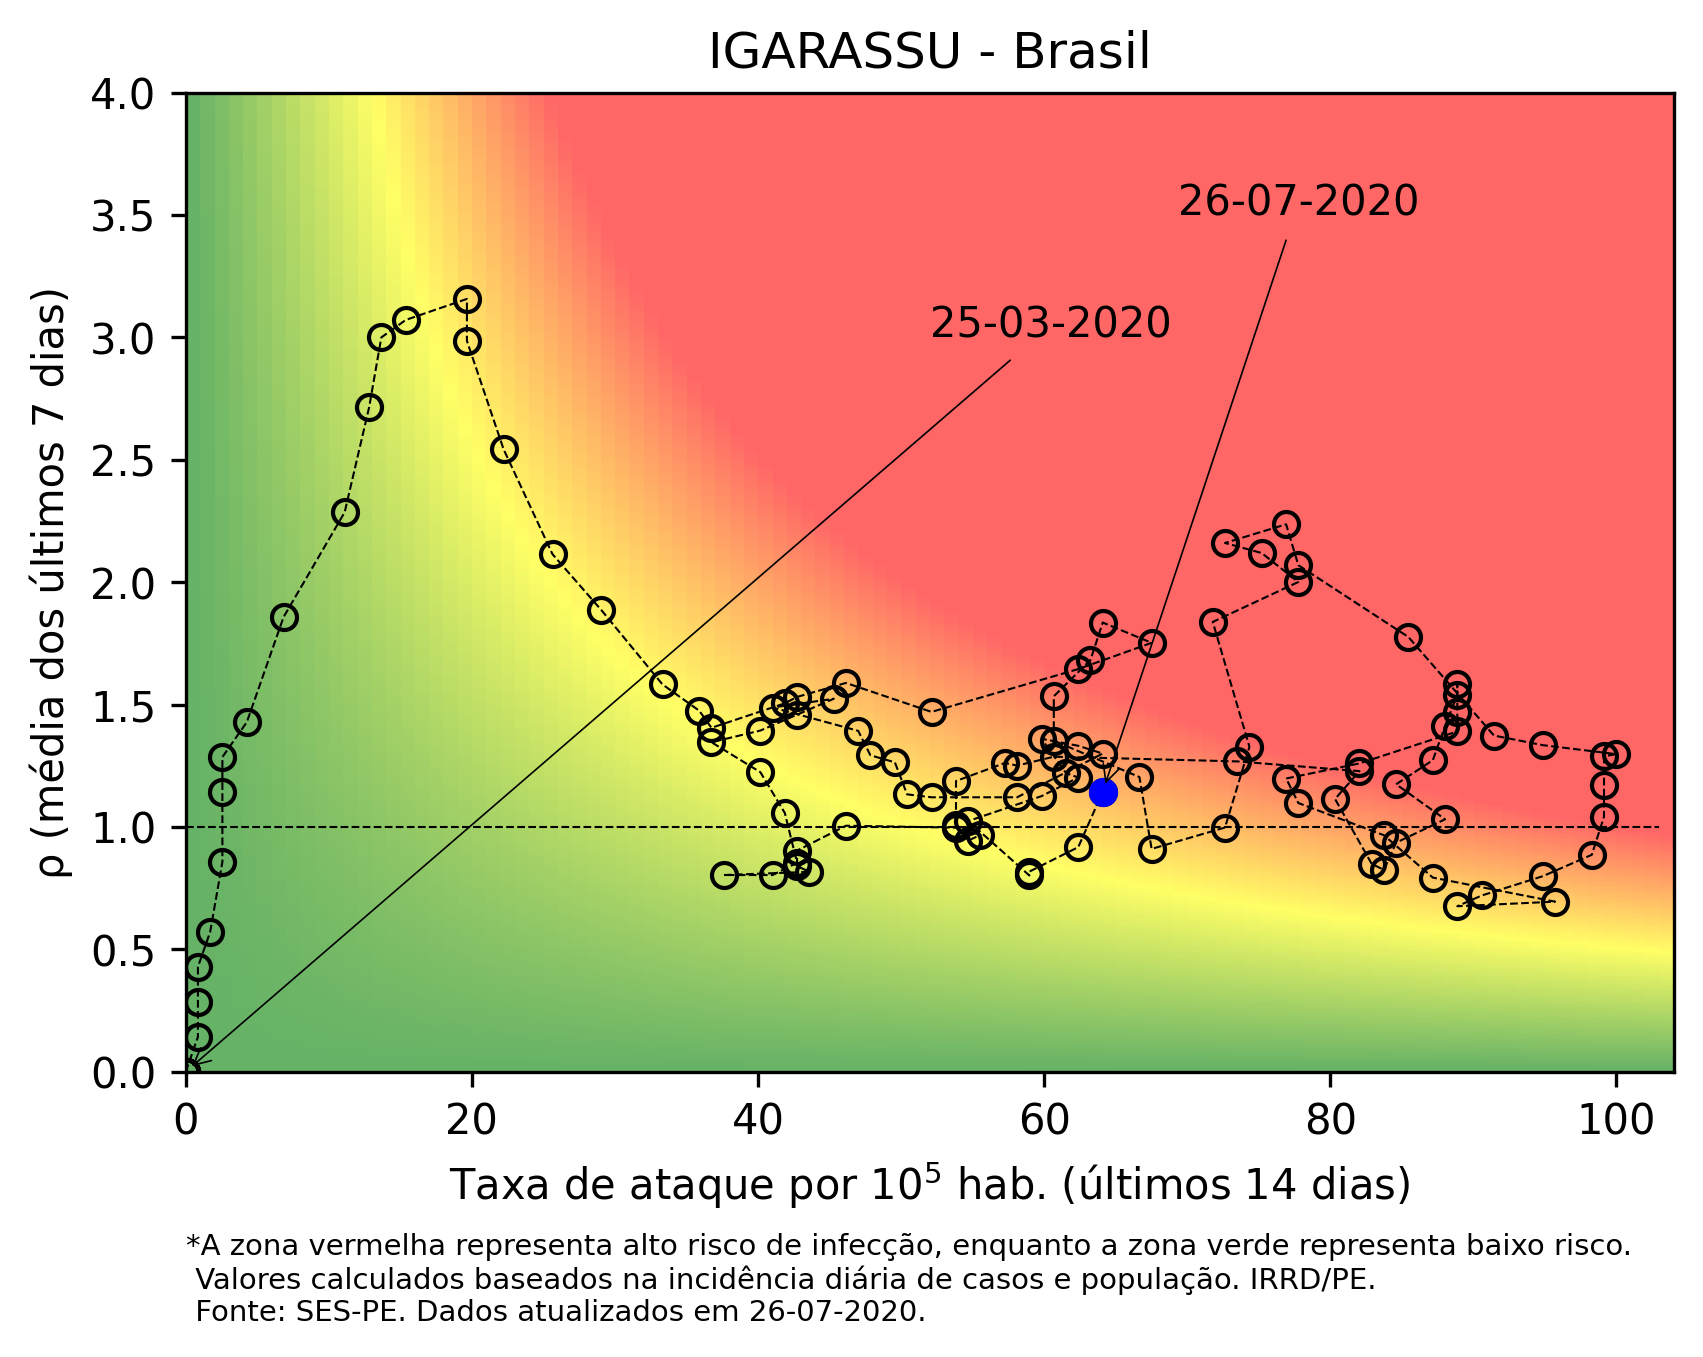 IGARASSU - Brasil
4.0
3.5
3.0
2.5
2.0
1.5
1.0
0.5
0.0
ρ (média dos últimos 7 dias)
26-07-2020
25-03-2020
0 20 40 60 80 100
Taxa de ataque por 10⁵ hab. (últimos 14 dias)
*A zona vermelha representa alto risco de infecção, enquanto a zona verde representa baixo risco.
Valores calculados baseados na incidência diária de casos e população. IRRD/PE.
Fonte: SES-PE. Dados atualizados em 26-07-2020.